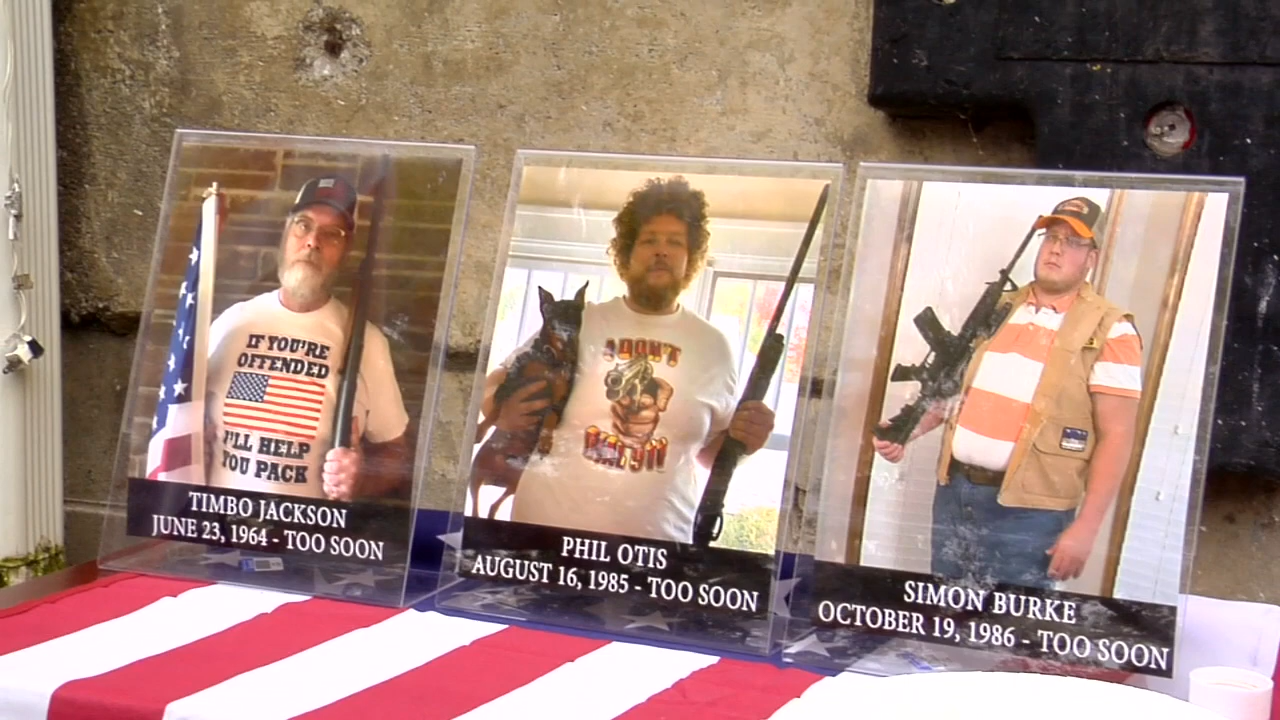 IF YOU'RE
OFFENDED
I'LL HELP
YOU PACK
TIMBO JACKSON
JUNE 23, 1964 - TOO SOON
I DON'T
PHIL OTIS
AUGUST 16, 1985 - TOO SOON
SIMON BURKE
OCTOBER 19, 1986 - TOO SOON